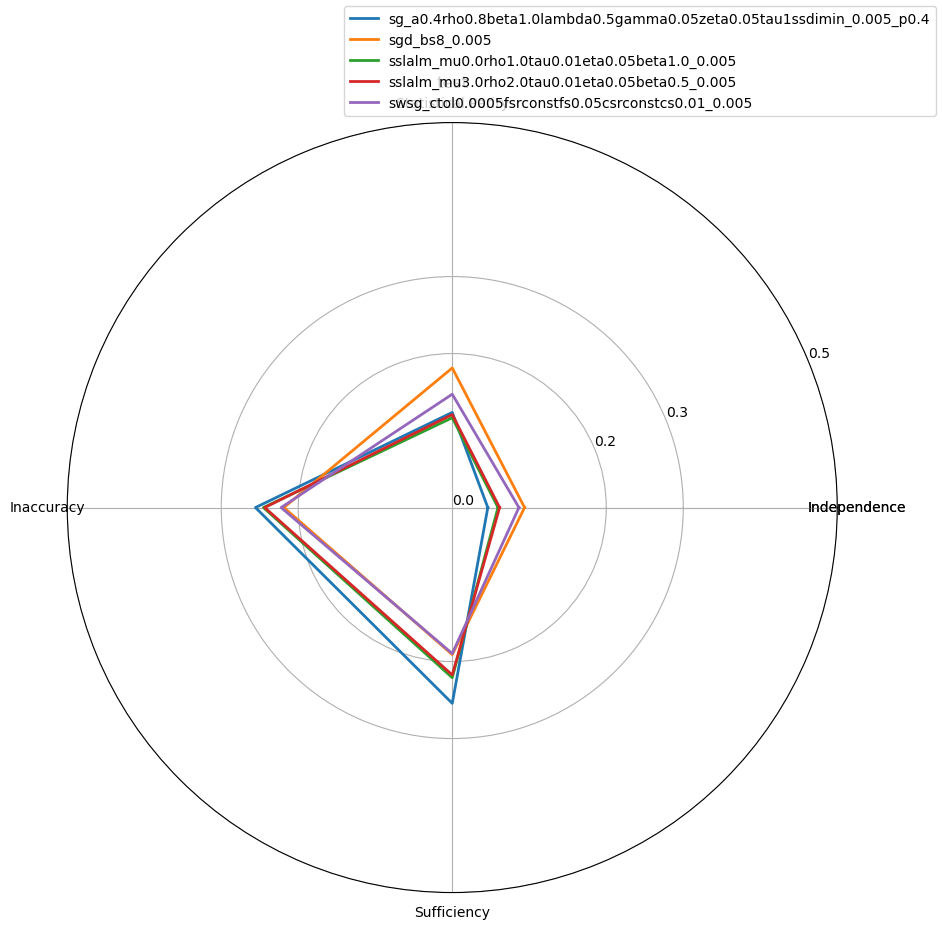 sg_a0.4rho0.8beta1.0lambda0.5gamma0.05zeta0.05tau1ssdimin_0.005_p0.4
sgd_bs8_0.005
sslalm_mu0.0rho1.0tau0.01eta0.05beta1.0_0.005
sslalm_mu3.0rho2.0tau0.01eta0.05beta0.5_0.005
swsg_ctol0.0005fsrconstfs0.05csrconstcs0.01_0.005
0.5
0.3
0.2
0.0
Inaccuracy
Independence
Sufficiency